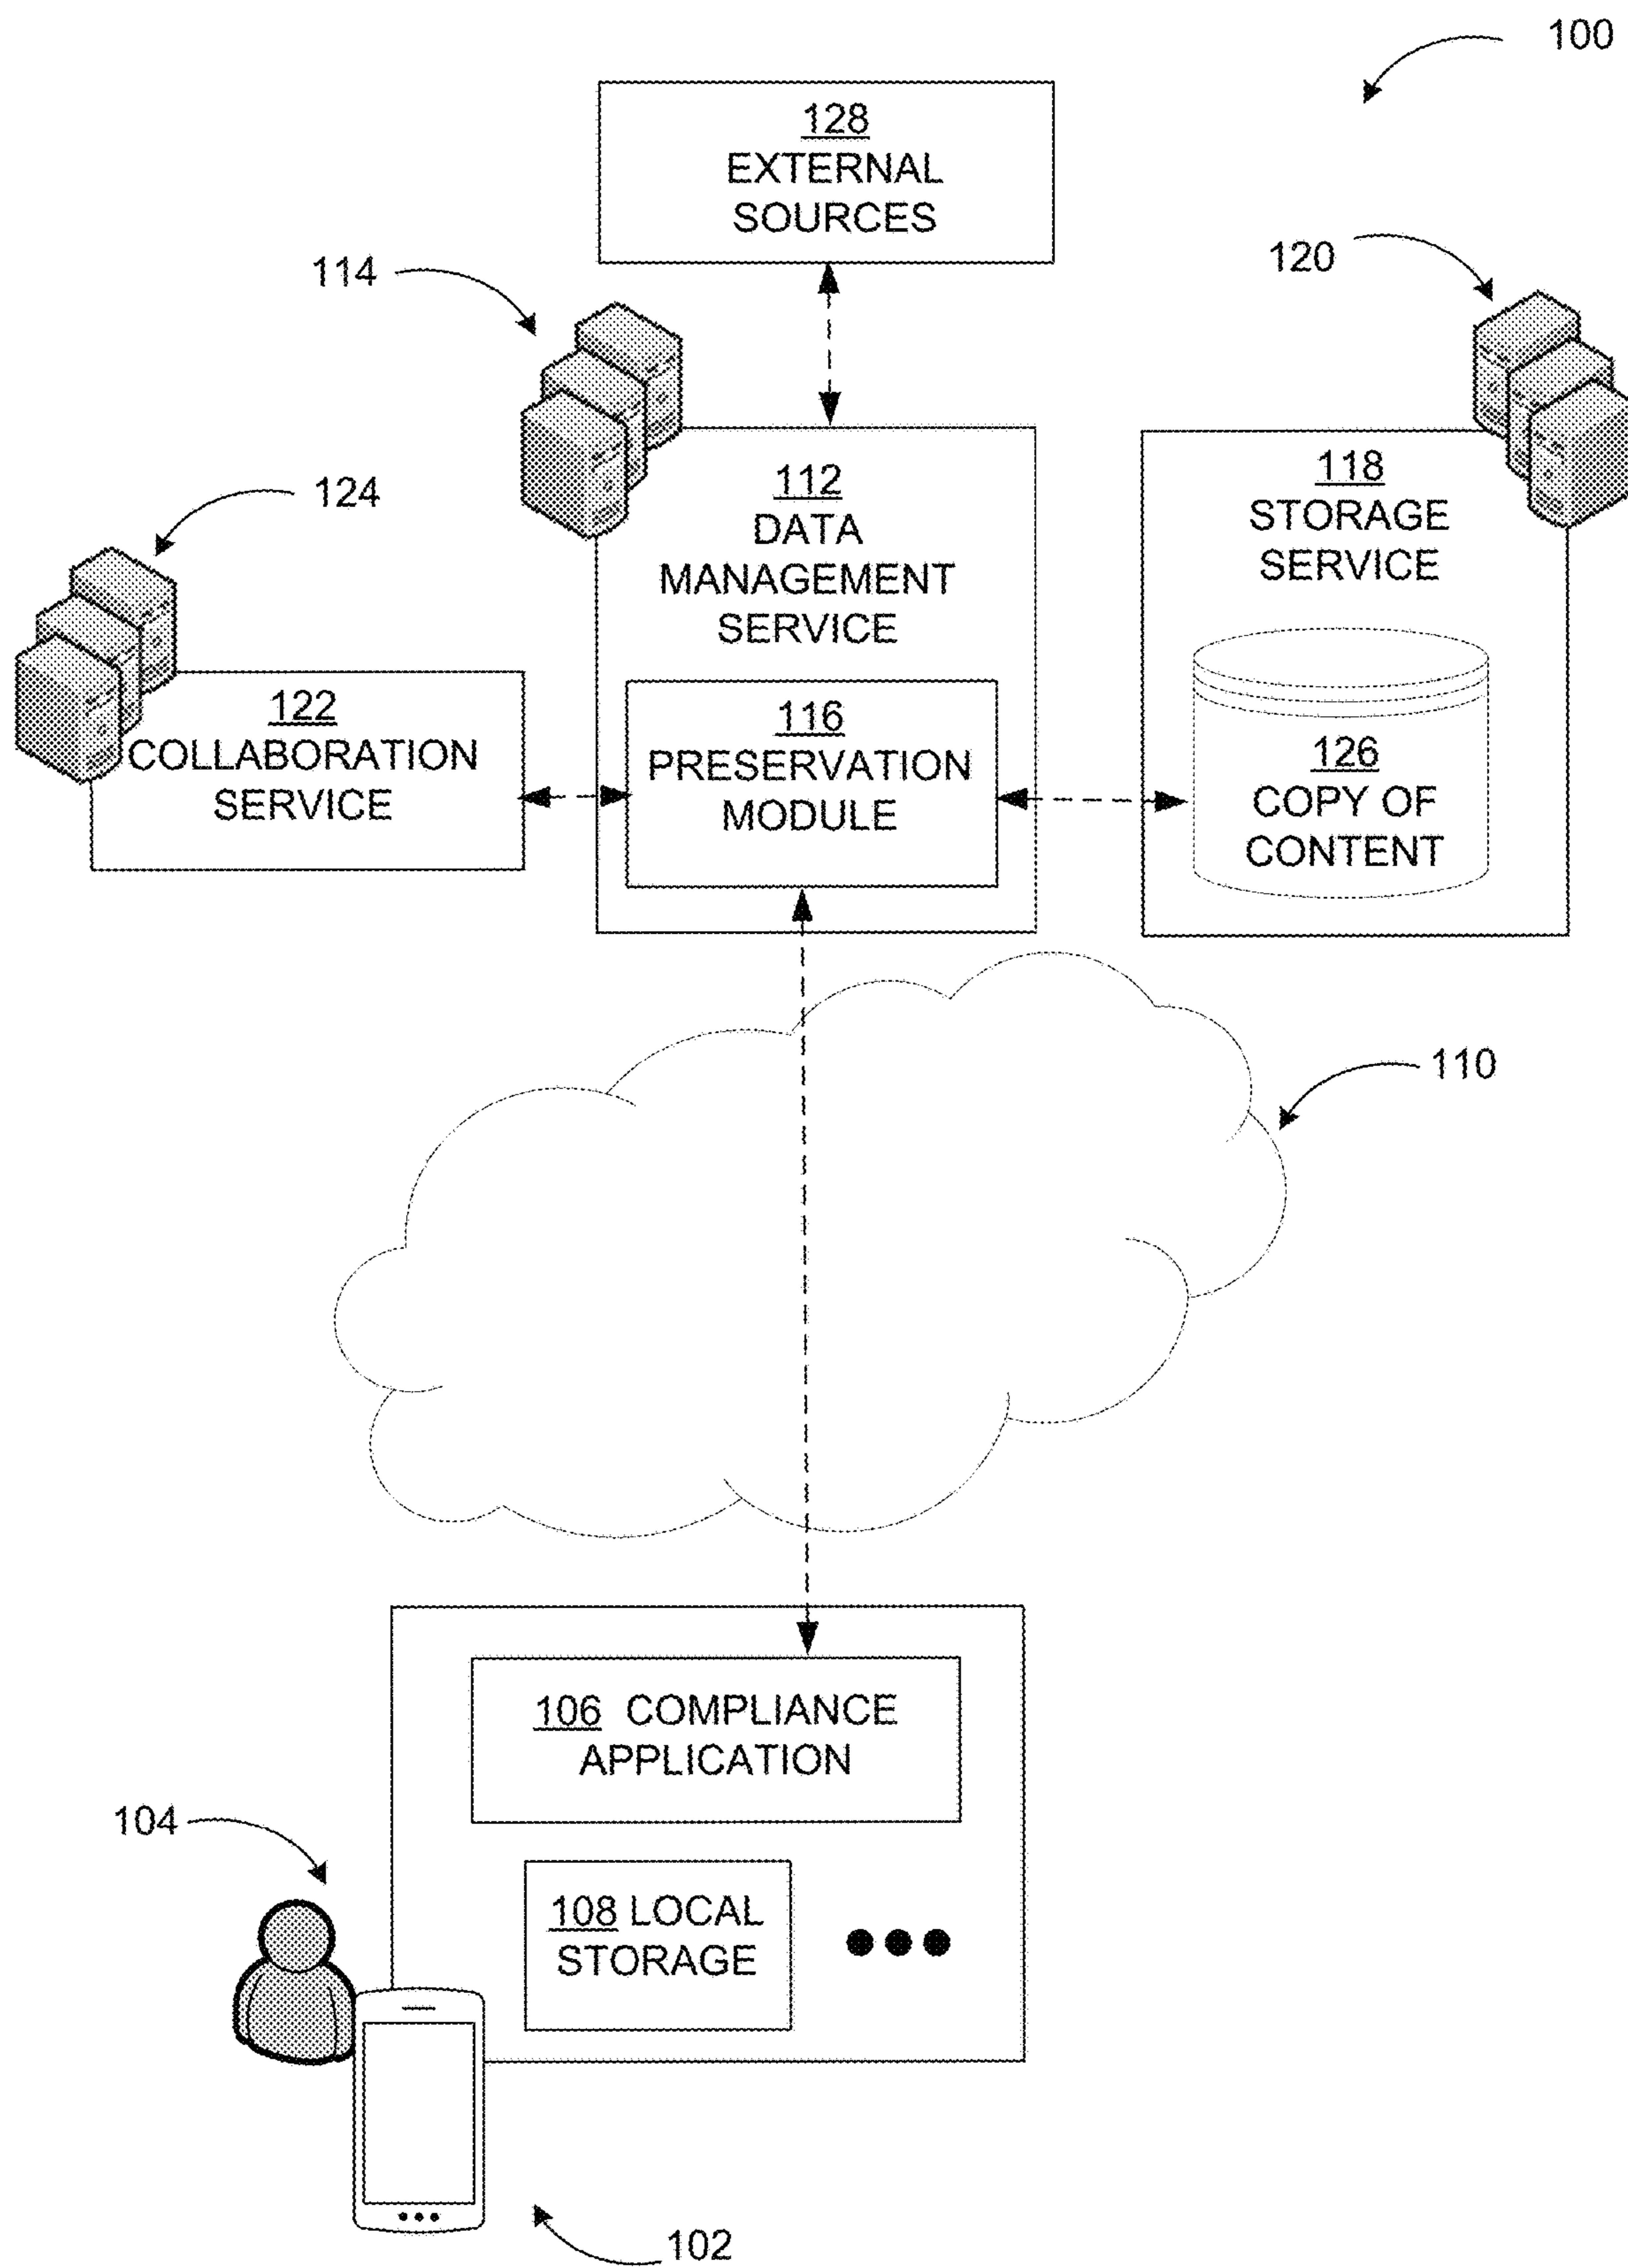 100
128
EXTERNAL
SOURCES
114
120
124
112
DATA
MANAGEMENT
SERVICE
118
STORAGE
SERVICE
122
COLLABORATION
SERVICE
116
PRESERVATION
MODULE
126
COPY OF
CONTENT
110
106 COMPLIANCE
APPLICATION
104
108 LOCAL
STORAGE
102